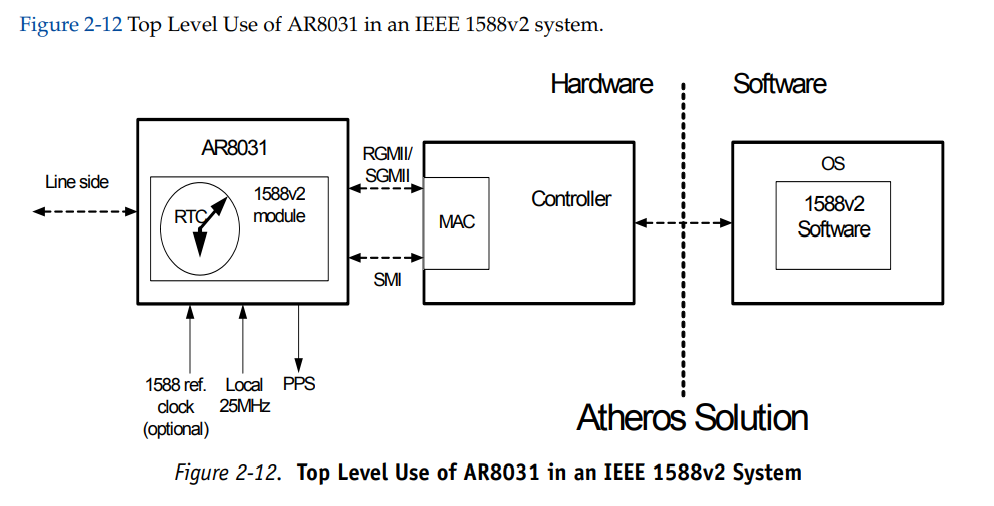 Figure 2-12 Top Level Use of AR8031 in an IEEE 1588v2 system.
Hardware
Software
AR8031
RGMII/
SGMII
OS
Line side
1588v2
module
RTC
Controller
MAC
1588v2
Software
SMI
1588 ref.
clock
(optional)
Local
25MHz
PPS
Atheros Solution
Figure 2-12. Top Level Use of AR8031 in an IEEE 1588v2 System